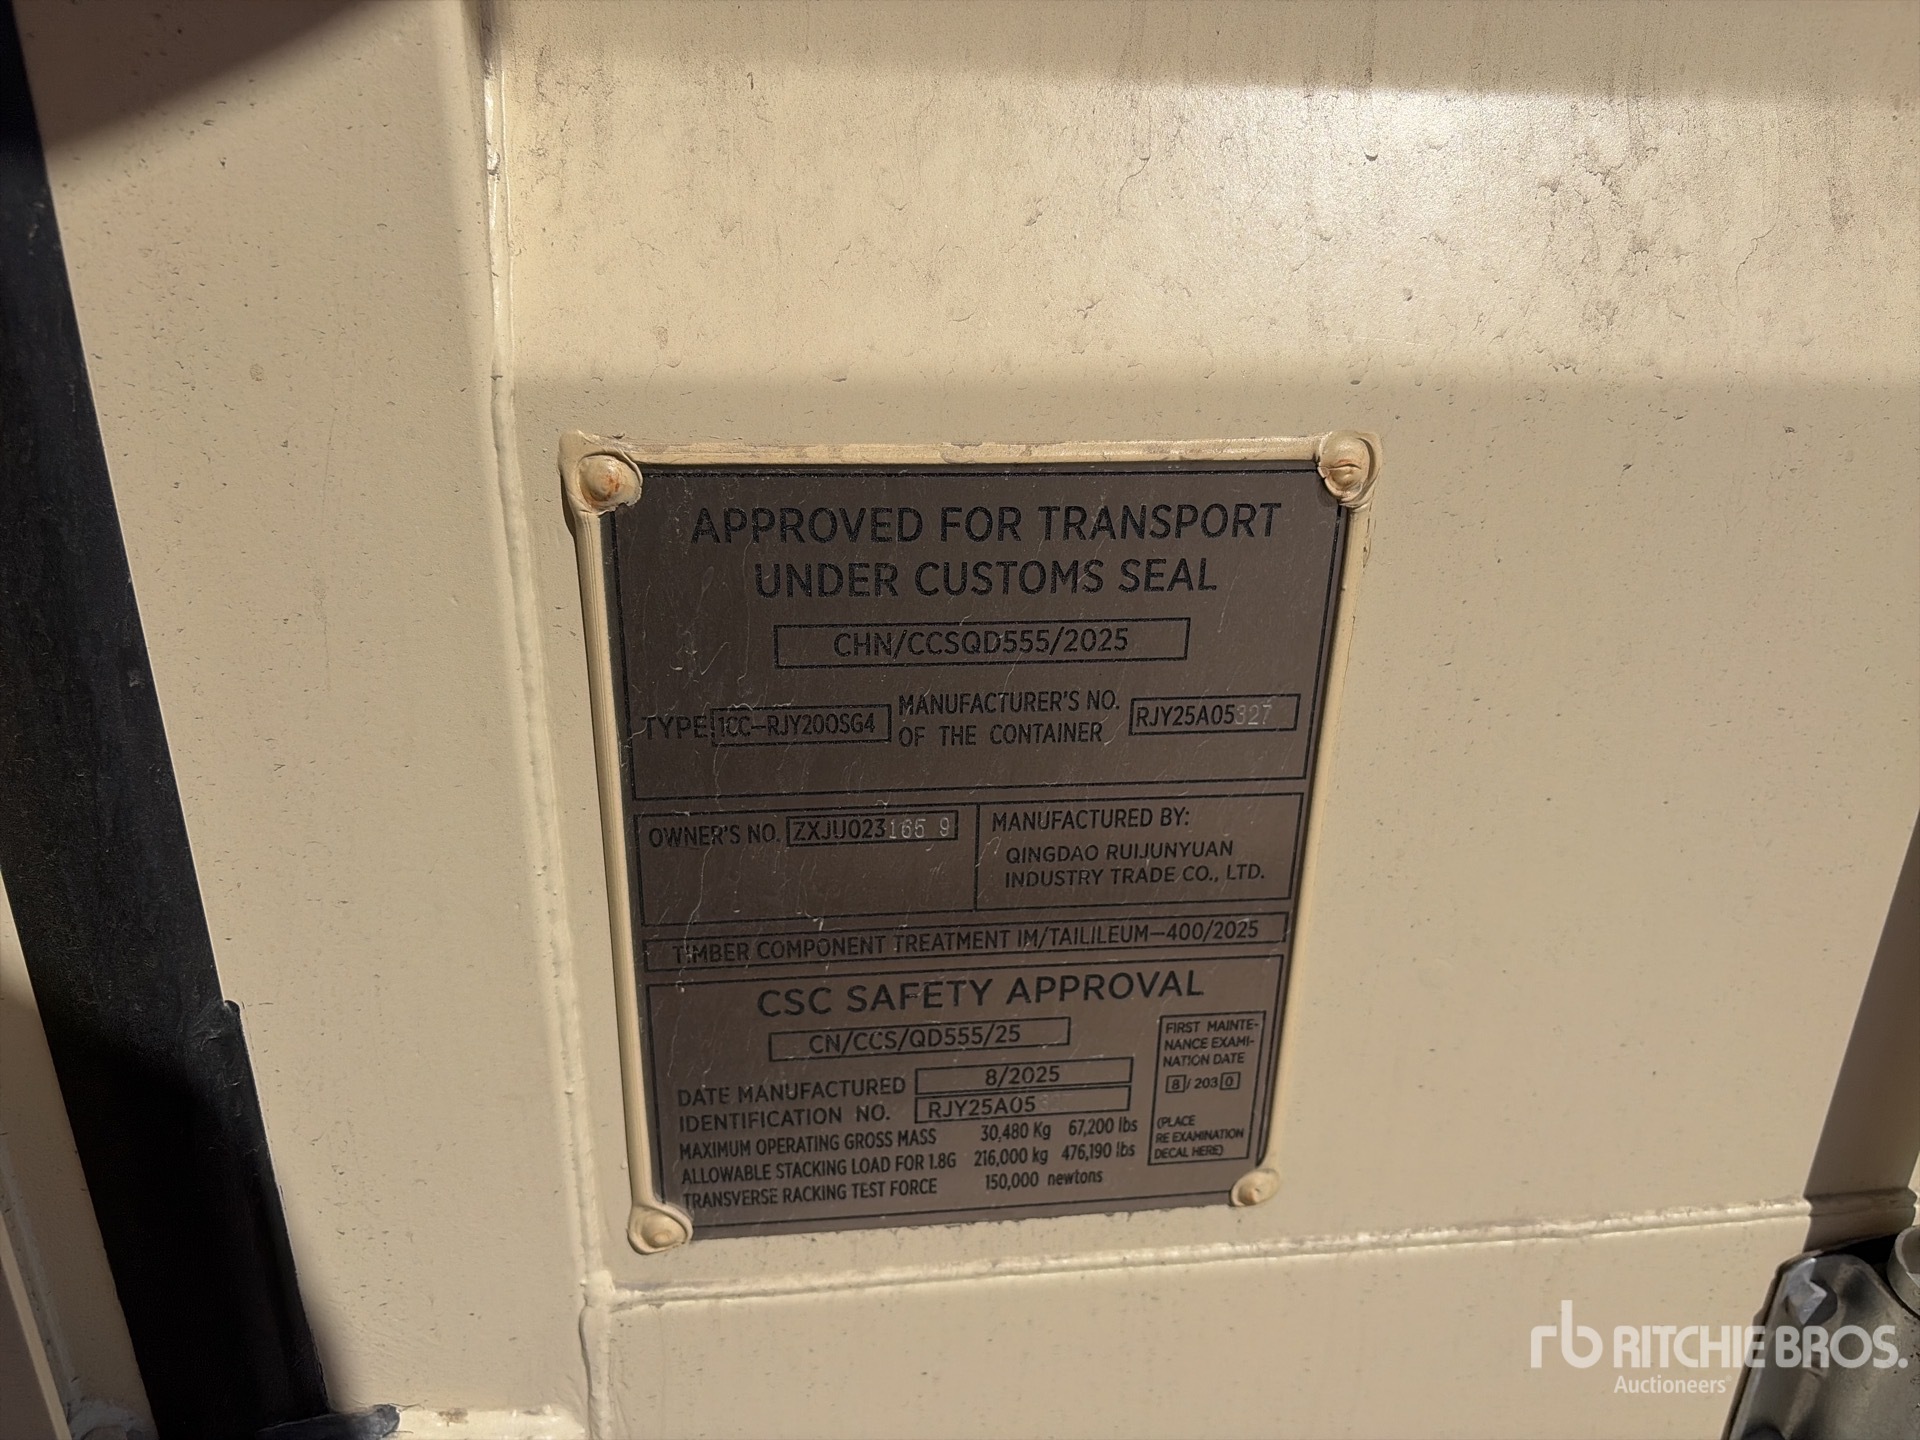 APPROVED FOR TRANSPORT
UNDER CUSTOMS SEAL
CHN/CCSQD555/2025
TYPE: 1CC-RJY20OSG4 MANUFACTURER'S NO. OF THE CONTAINER RJY25A05327
OWNER'S NO. ZXJU023166 9
MANUFACTURED BY:
QINGDAO RUIJUNYUAN
INDUSTRY TRADE CO., LTD.
TIMBER COMPONENT TREATMENT IM/TAILILEUM-400/2025
CSC SAFETY APPROVAL
CN/CCS/QD555/25
DATE MANUFACTURED 8/2025
IDENTIFICATION NO. RJY25A05
MAXIMUM OPERATING GROSS MASS 30,480 Kg 67,200 lbs
ALLOWABLE STACKING LOAD FOR 1.8G 216,000 kg 476,190 lbs
TRANSVERSE RACKING TEST FORCE 150,000 newtons
FIRST MAINTE-
NANCE EXAMI-
NATION DATE
8/2030
(PLACE
RE EXAMINATION
DECAL HERE)
rb RITCHIE BROS.
Auctioneers